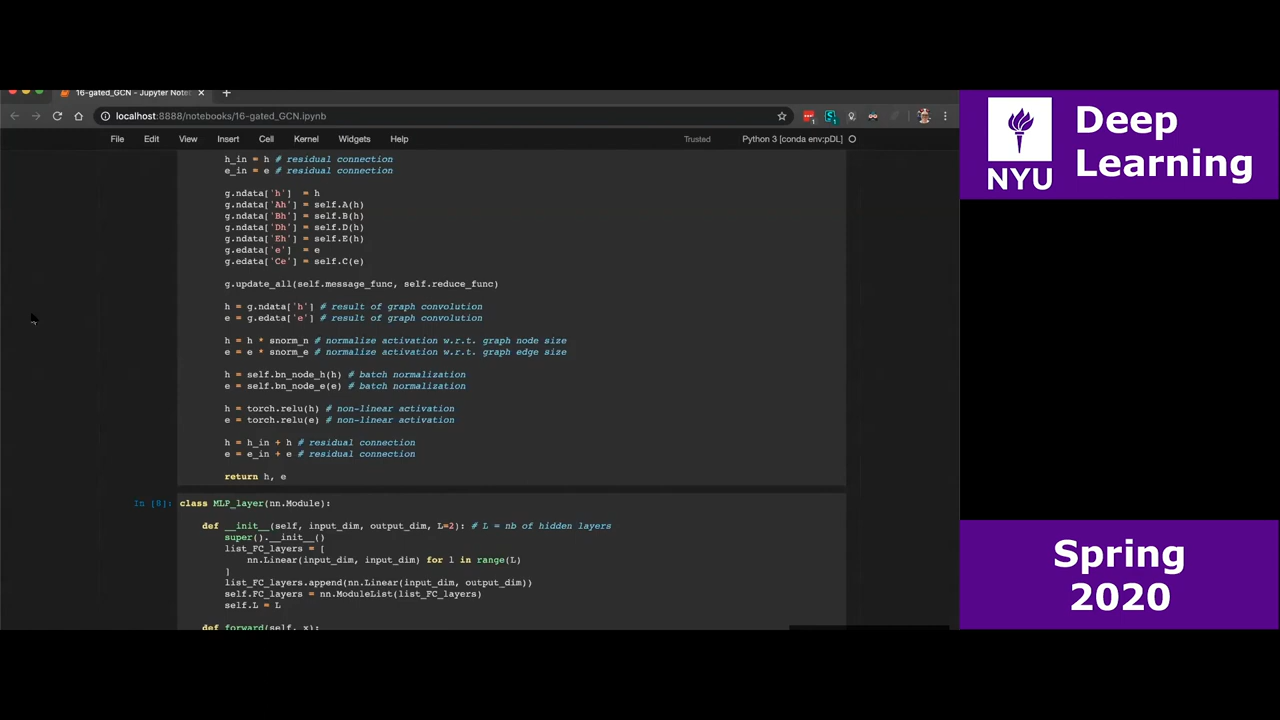 16-gated_GCN - Jupyter Note
localhost:8888/notebooks/16-gated_GCN.ipynb
File Edit View Insert Cell Kernel Widgets Help Trusted Python 3 [conda env:pDL]
h_in = h # residual connection
e_in = e # residual connection
g.ndata['h']  = h
g.ndata['Ah'] = self.A(h)
g.ndata['Bh'] = self.B(h)
g.ndata['Dh'] = self.D(h)
g.ndata['Eh'] = self.E(h)
g.edata['e']  = e
g.edata['Ce'] = self.C(e)
g.update_all(self.message_func, self.reduce_func)
h = g.ndata['h'] # result of graph convolution
e = g.edata['e'] # result of graph convolution
h = h * snorm_n # normalize activation w.r.t. graph node size
e = e * snorm_e # normalize activation w.r.t. graph edge size
h = self.bn_node_h(h) # batch normalization
e = self.bn_node_e(e) # batch normalization
h = torch.relu(h) # non-linear activation
e = torch.relu(e) # non-linear activation
h = h_in + h # residual connection
e = e_in + e # residual connection
return h, e
In [8]: class MLP_layer(nn.Module):
def __init__(self, input_dim, output_dim, L=2): # L = nb of hidden layers
super().__init__()
list_FC_layers = [
nn.Linear(input_dim, input_dim) for l in range(L)
]
list_FC_layers.append(nn.Linear(input_dim, output_dim))
self.FC_layers = nn.ModuleList(list_FC_layers)
self.L = L
def forward(self, x):
NYU
Deep
Learning
Spring
2020